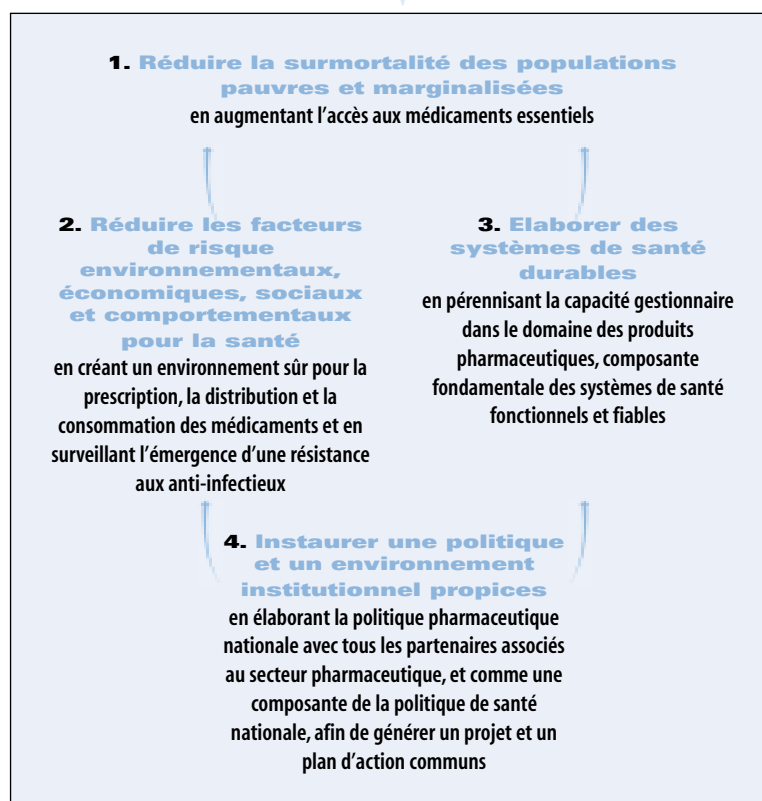 1. Réduire la surmortalité des populations
pauvres et marginalisées
en augmentant l’accès aux médicaments essentiels
2. Réduire les facteurs
de risque
environnementaux,
économiques, sociaux
et comportementaux
pour la santé
en créant un environnement sûr pour la
prescription, la distribution et la
consommation des médicaments et en
surveillant l’émergence d’une résistance
aux anti-infectieux
3. Elaborer des
systèmes de santé
durables
en pérennisant la capacité gestionnaire
dans le domaine des produits
pharmaceutiques, composante
fondamentale des systèmes de santé
fonctionnels et fiables
4. Instaurer une politique
et un environnement
institutionnel propices
en élaborant la politique pharmaceutique
nationale avec tous les partenaires associés
au secteur pharmaceutique, et comme une
composante de la politique de santé
nationale, afin de générer un projet et un
plan d’action communs